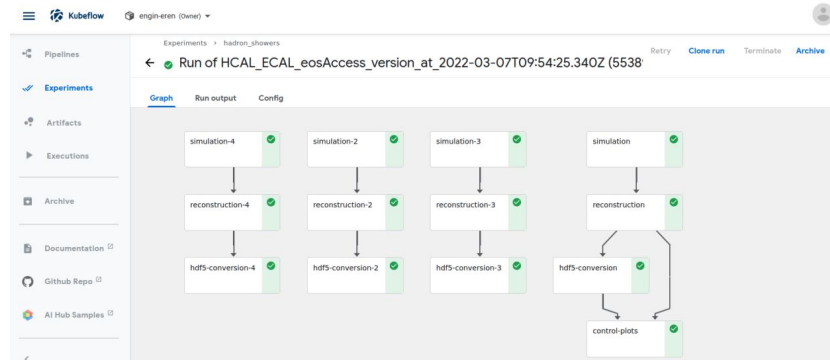 Kubeflow
engin-eren (Owner)
Experiments > hadron_showers
Run of HCAL_ECAL_eosAccess_version_at_2022-03-07T09:54:25.340Z (5538
Retry
Clone run
Terminate
Archive
Pipelines
Experiments
Artifacts
Executions
Archive
Documentation
Github Repo
AI Hub Samples
Graph
Run output
Config
simulation-4
simulation-2
simulation-3
simulation
reconstruction-4
reconstruction-2
reconstruction-3
reconstruction
hdf5-conversion-4
hdf5-conversion-2
hdf5-conversion-3
hdf5-conversion
control-plots